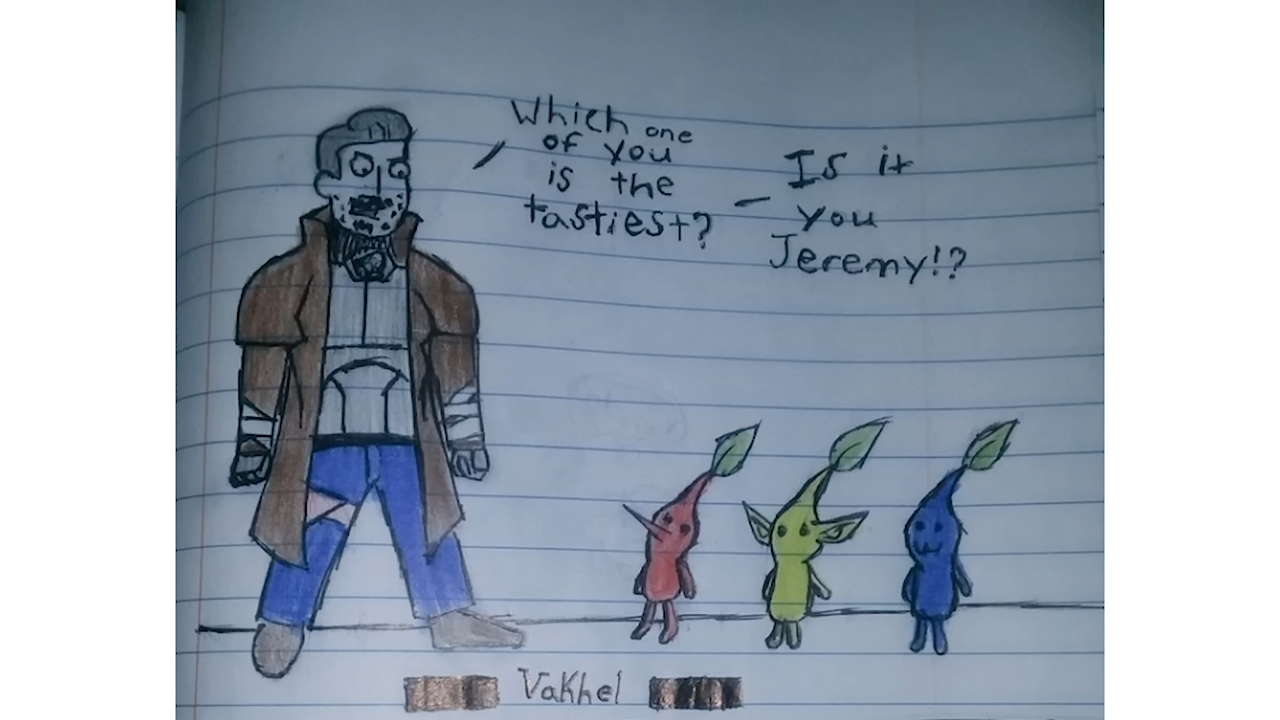 Which one
of you
is the
tastiest?
Is it
you
Jeremy!?
Vakhel